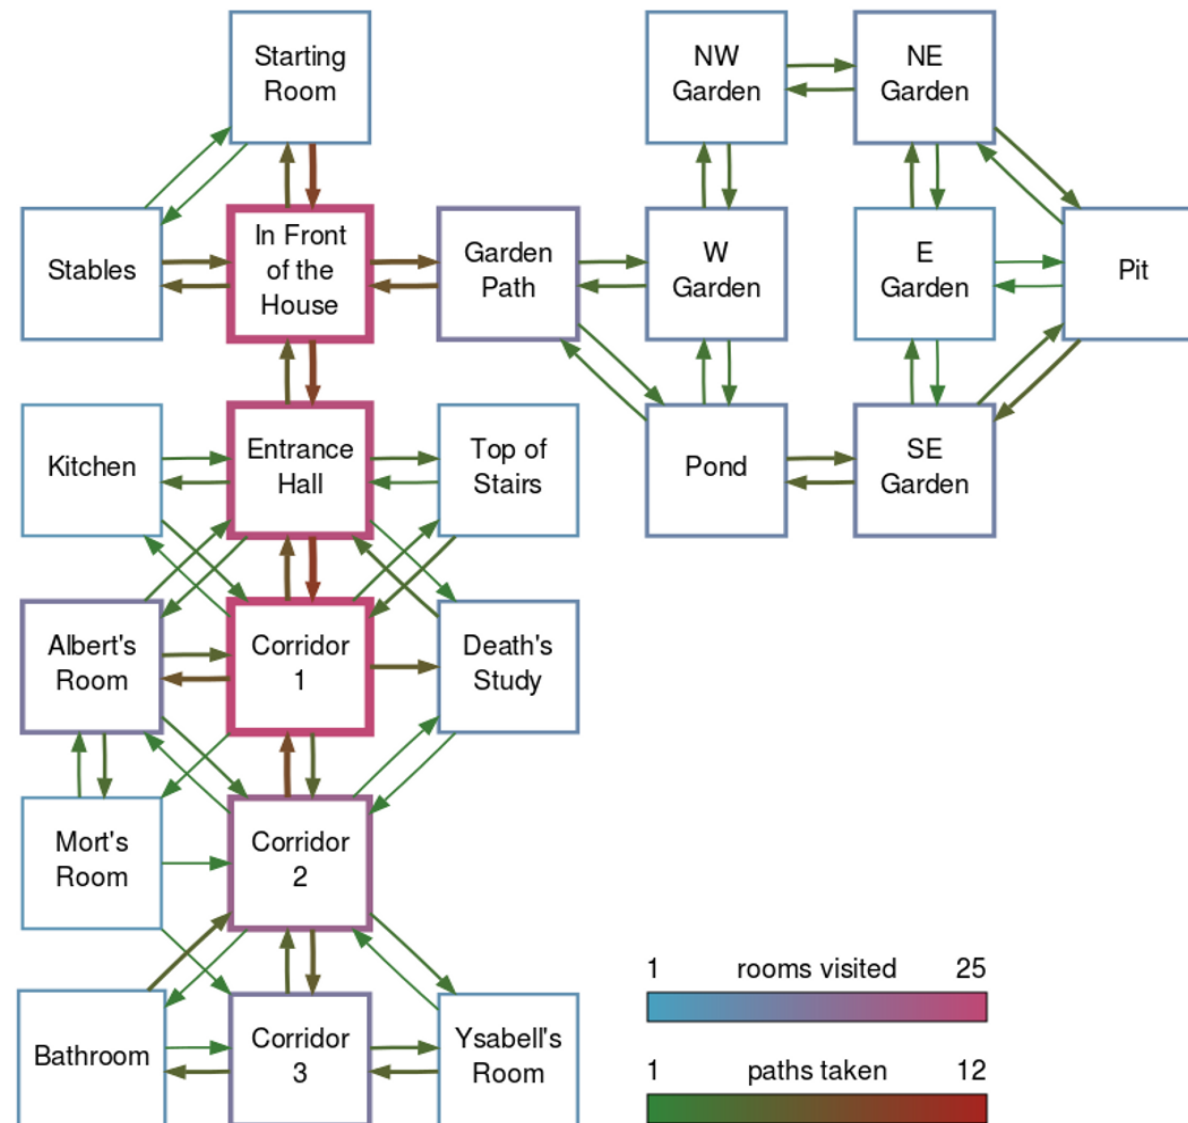 Starting
Room
NW
Garden
NE
Garden
Stables
In Front
of the
House
Garden
Path
W
Garden
E
Garden
Pit
Kitchen
Entrance
Hall
Top of
Stairs
Pond
SE
Garden
Albert's
Room
Corridor
1
Death's
Study
Mort's
Room
Corridor
2
1 rooms visited 25
Bathroom
Corridor
3
Ysabell's
Room
1 paths taken 12